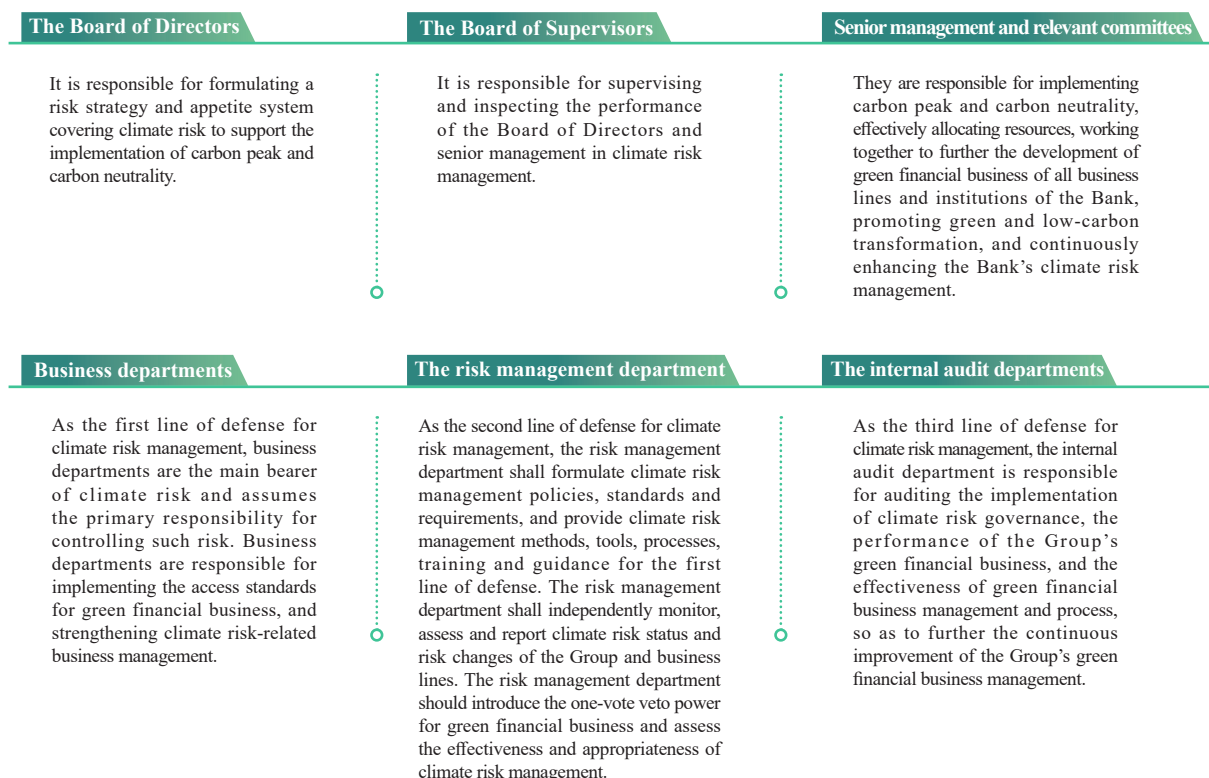 The Board of Directors
It is responsible for formulating a
risk strategy and appetite system
covering climate risk to support the
implementation of carbon peak and
carbon neutrality.
The Board of Supervisors
It is responsible for supervising
and inspecting the performance
of the Board of Directors and
senior management in climate risk
management.
Senior management and relevant committees
They are responsible for implementing
carbon peak and carbon neutrality,
effectively allocating resources, working
together to further the development of
green financial business of all business
lines and institutions of the Bank,
promoting green and low-carbon
transformation, and continuously
enhancing the Bank’s climate risk
management.
Business departments
As the first line of defense for
climate risk management, business
departments are the main bearer
of climate risk and assumes
the primary responsibility for
controlling such risk. Business
departments are responsible for
implementing the access standards
for green financial business, and
strengthening climate risk-related
business management.
The risk management department
As the second line of defense for climate
risk management, the risk management
department shall formulate climate risk
management policies, standards and
requirements, and provide climate risk
management methods, tools, processes,
training and guidance for the first
line of defense. The risk management
department shall independently monitor,
assess and report climate risk status and
risk changes of the Group and business
lines. The risk management department
should introduce the one-vote veto power
for green financial business and assess
the effectiveness and appropriateness of
climate risk management.
The internal audit departments
As the third line of defense for
climate risk management, the internal
audit department is responsible
for auditing the implementation
of climate risk governance, the
performance of the Group’s
green financial business, and the
effectiveness of green financial
business management and process,
so as to further the continuous
improvement of the Group’s green
financial business management.